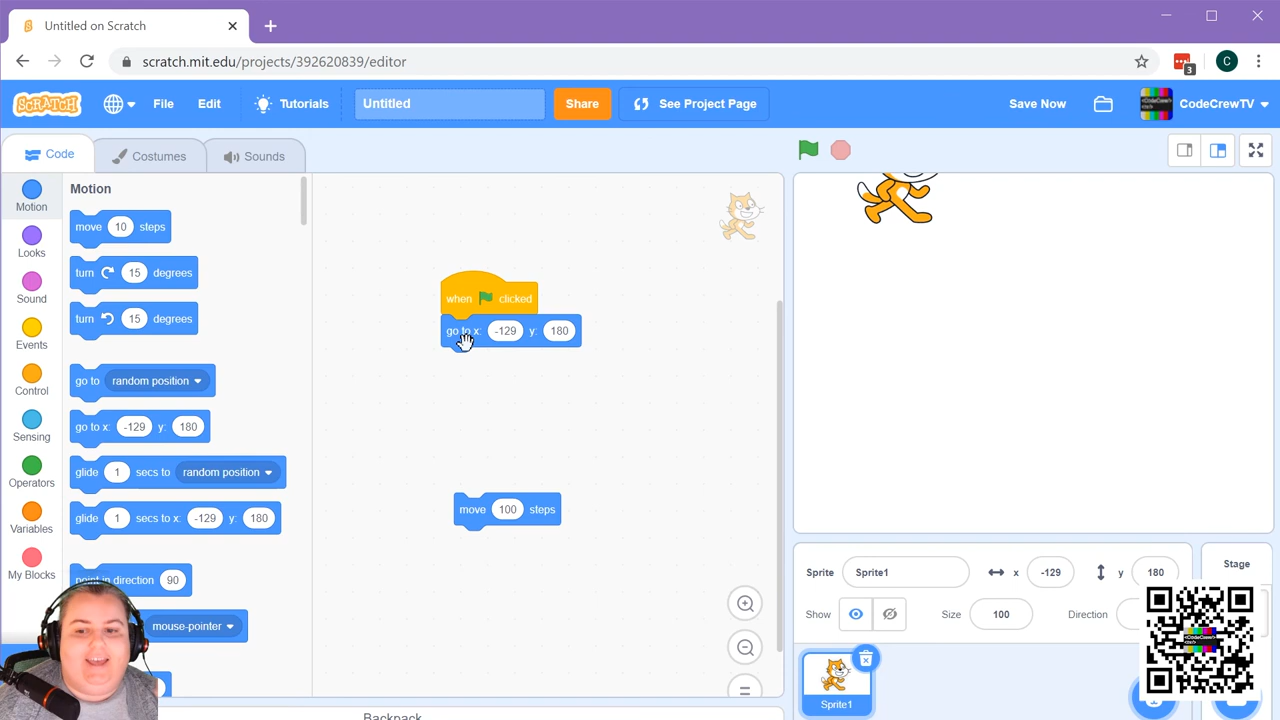 Untitled on Scratch
scratch.mit.edu/projects/392620839/editor
C
3
SCRATCH
File
Edit
Tutorials
Untitled
Share
See Project Page
Save Now
CodeCrewTV
Code
Costumes
Sounds
Motion
Looks
Sound
Events
Control
Sensing
Operators
Variables
My Blocks
Motion
move 10 steps
turn 15 degrees
turn 15 degrees
go to random position
go to x: -129 y: 180
glide 1 secs to random position
glide 1 secs to x: -129 y: 180
point in direction 90
mouse-pointer
when clicked
go to x: -129 y: 180
move 100 steps
Backpack
Sprite Sprite1 x -129 y 180
Show Size 100 Direction
Stage
Sprite1